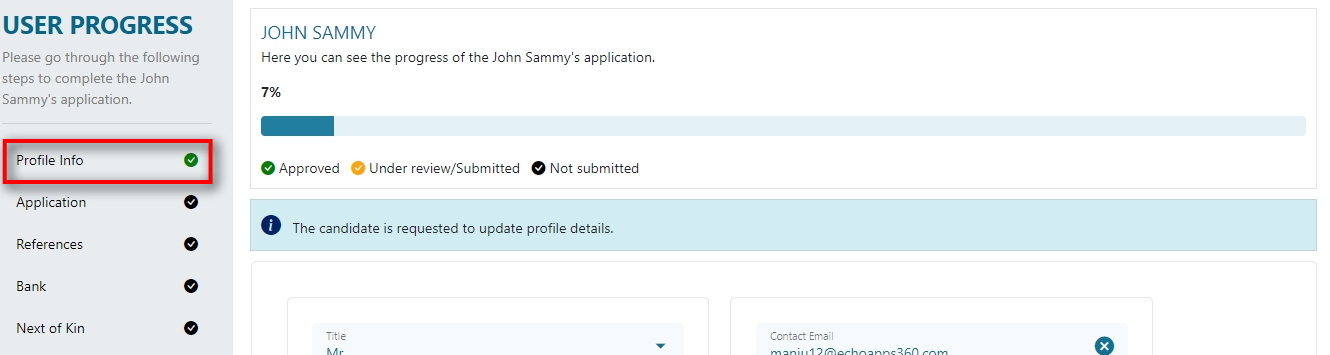 USER PROGRESS
Please go through the following
steps to complete the John
Sammy's application.
Profile Info
Application
References
Bank
Next of Kin
JOHN SAMMY
Here you can see the progress of the John Sammy's application.
7%
Approved Under review/Submitted Not submitted
The candidate is requested to update profile details.
Title
Mr
Contact Email
manju12@echoapps360.com